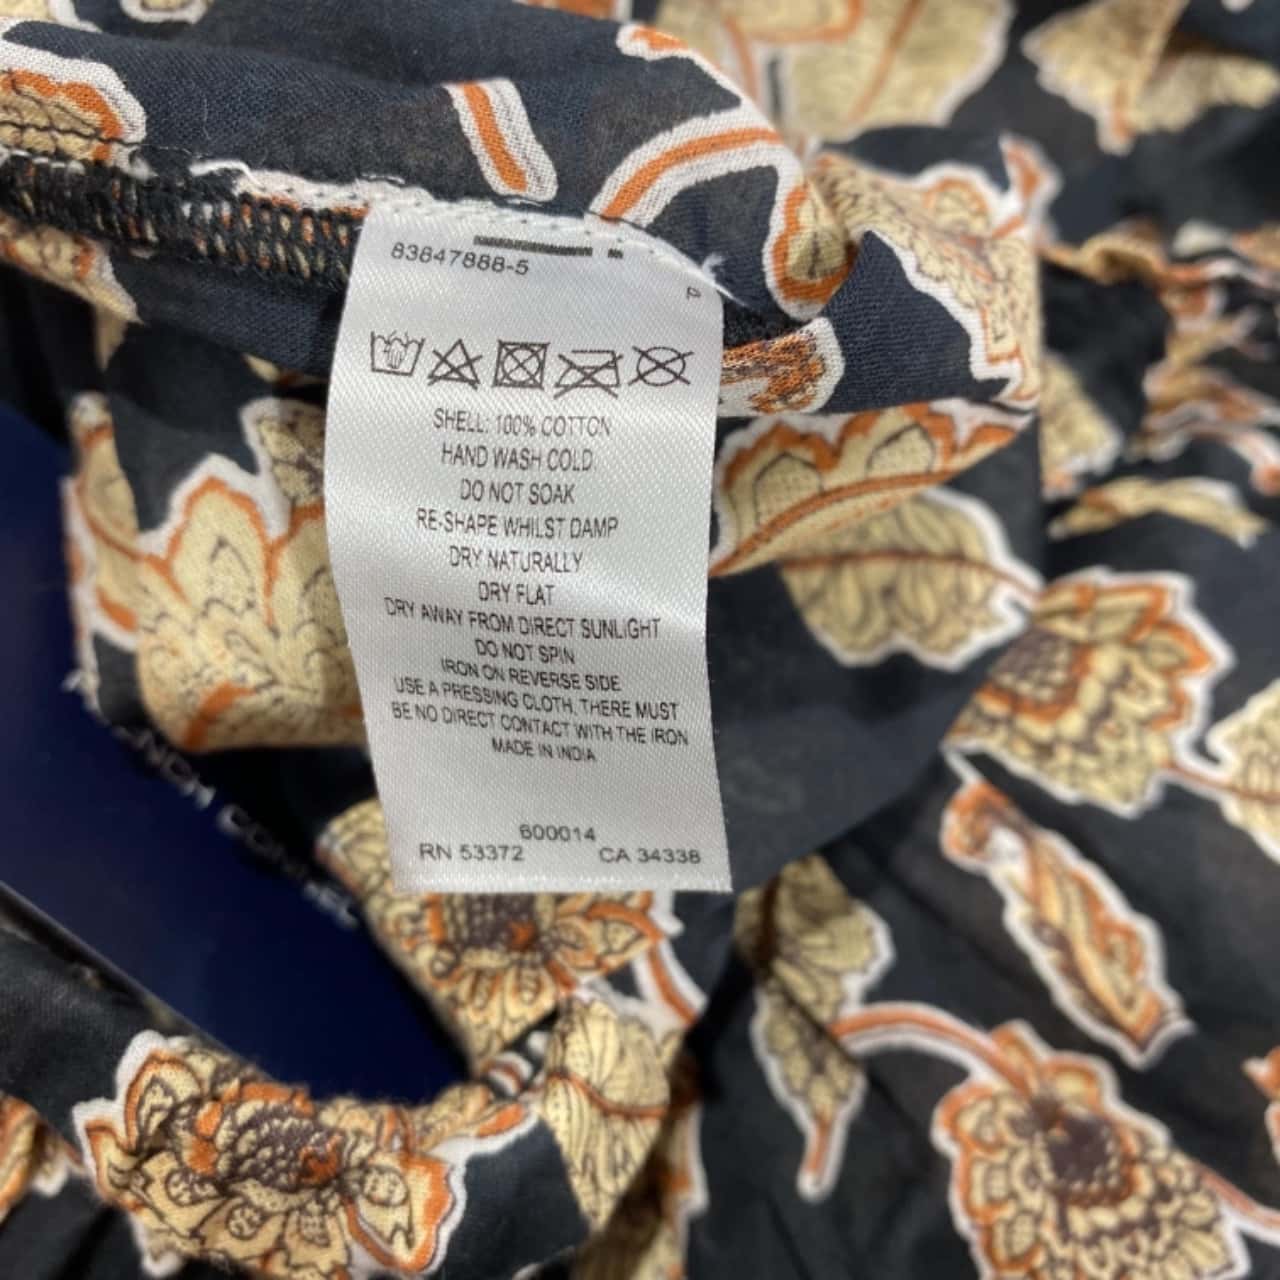 83847888-5
P
SHELL: 100% COTTON
HAND WASH COLD
DO NOT SOAK
RE-SHAPE WHILST DAMP
DRY NATURALLY
DRY FLAT
DRY AWAY FROM DIRECT SUNLIGHT
DO NOT SPIN
IRON ON REVERSE SIDE
USE A PRESSING CLOTH, THERE MUST
BE NO DIRECT CONTACT WITH THE IRON
MADE IN INDIA
600014
RN 53372 CA 34338